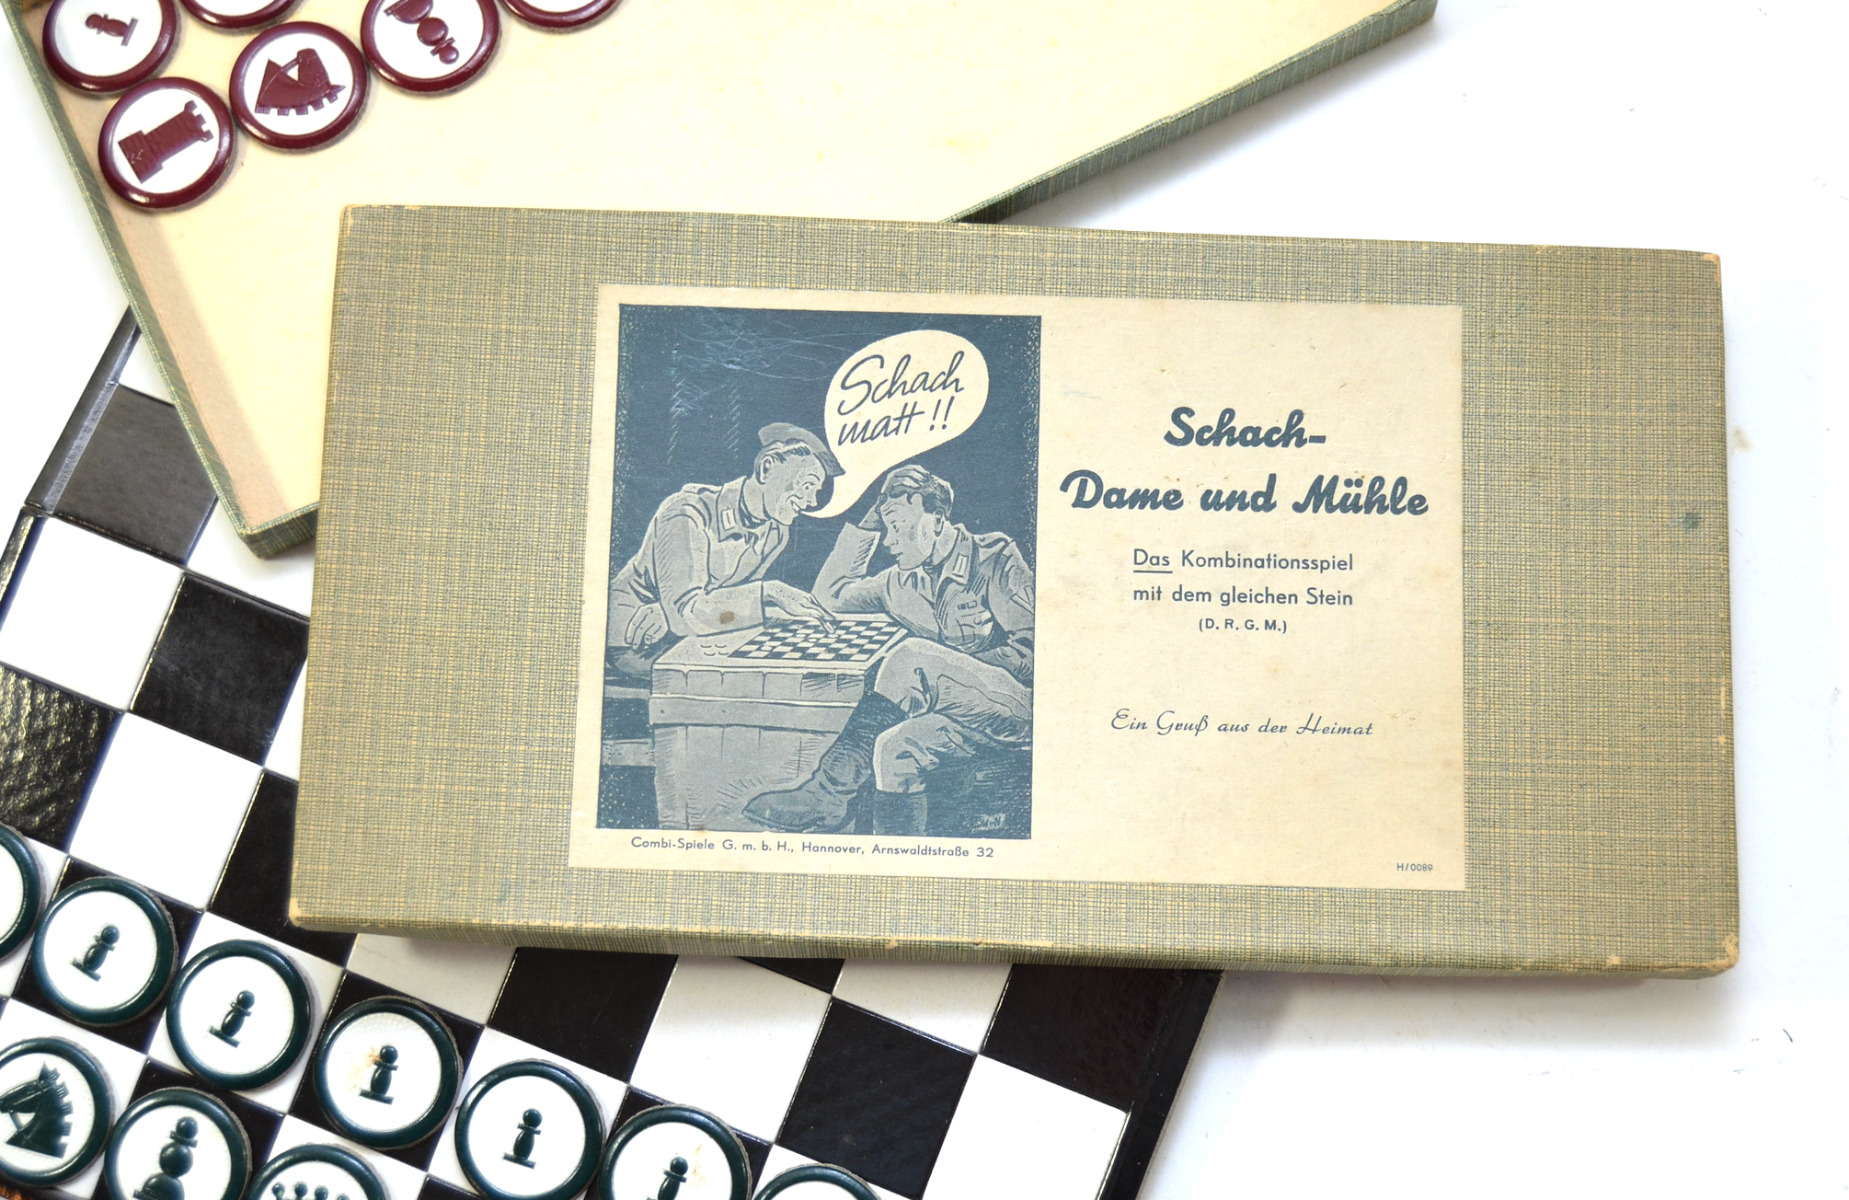 Schach
matt!!
Schach-
Dame und Mühle
Das Kombinationsspiel
mit dem gleichen Stein
(D. R. G. M.)
Ein Gruß aus der Heimat
Combi-Spiele G. m. b. H., Hannover, Arnswaldtstraße 32
H/0089